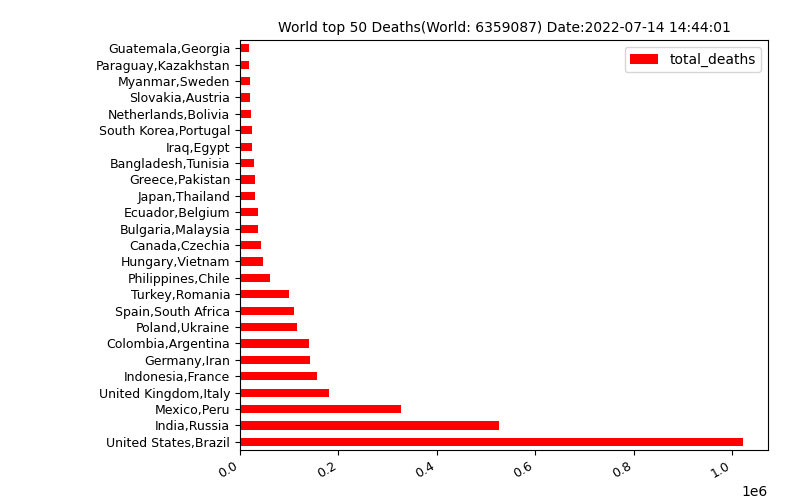 World top 50 Deaths(World: 6359087) Date:2022-07-14 14:44:01
total_deaths
Guatemala,Georgia
Paraguay,Kazakhstan
Myanmar,Sweden
Slovakia,Austria
Netherlands,Bolivia
South Korea,Portugal
Iraq,Egypt
Bangladesh,Tunisia
Greece,Pakistan
Japan,Thailand
Ecuador,Belgium
Bulgaria,Malaysia
Canada,Czechia
Hungary,Vietnam
Philippines,Chile
Turkey,Romania
Spain,South Africa
Poland,Ukraine
Colombia,Argentina
Germany,Iran
Indonesia,France
United Kingdom,Italy
Mexico,Peru
India,Russia
United States,Brazil
0.0 0.2 0.4 0.6 0.8 1.0
1e6